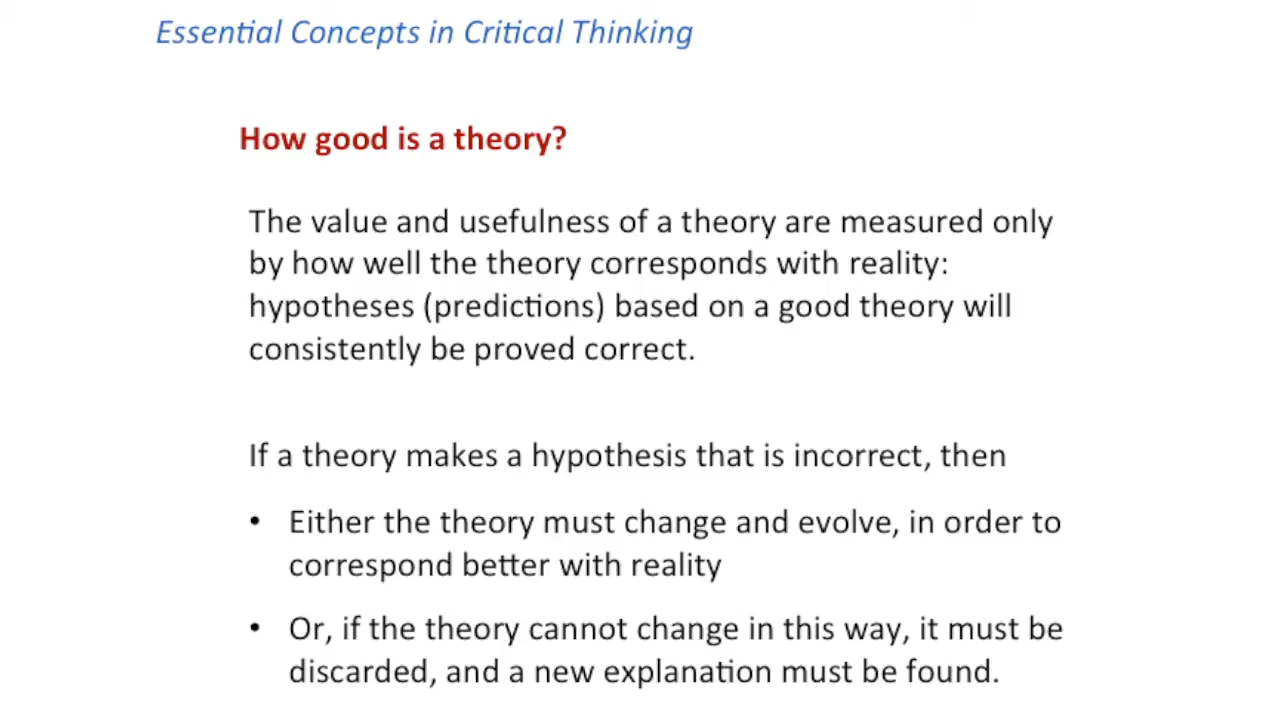 Essential Concepts in Critical Thinking
How good is a theory?
The value and usefulness of a theory are measured only
by how well the theory corresponds with reality:
hypotheses (predictions) based on a good theory will
consistently be proved correct.
If a theory makes a hypothesis that is incorrect, then
• Either the theory must change and evolve, in order to
correspond better with reality
• Or, if the theory cannot change in this way, it must be
discarded, and a new explanation must be found.